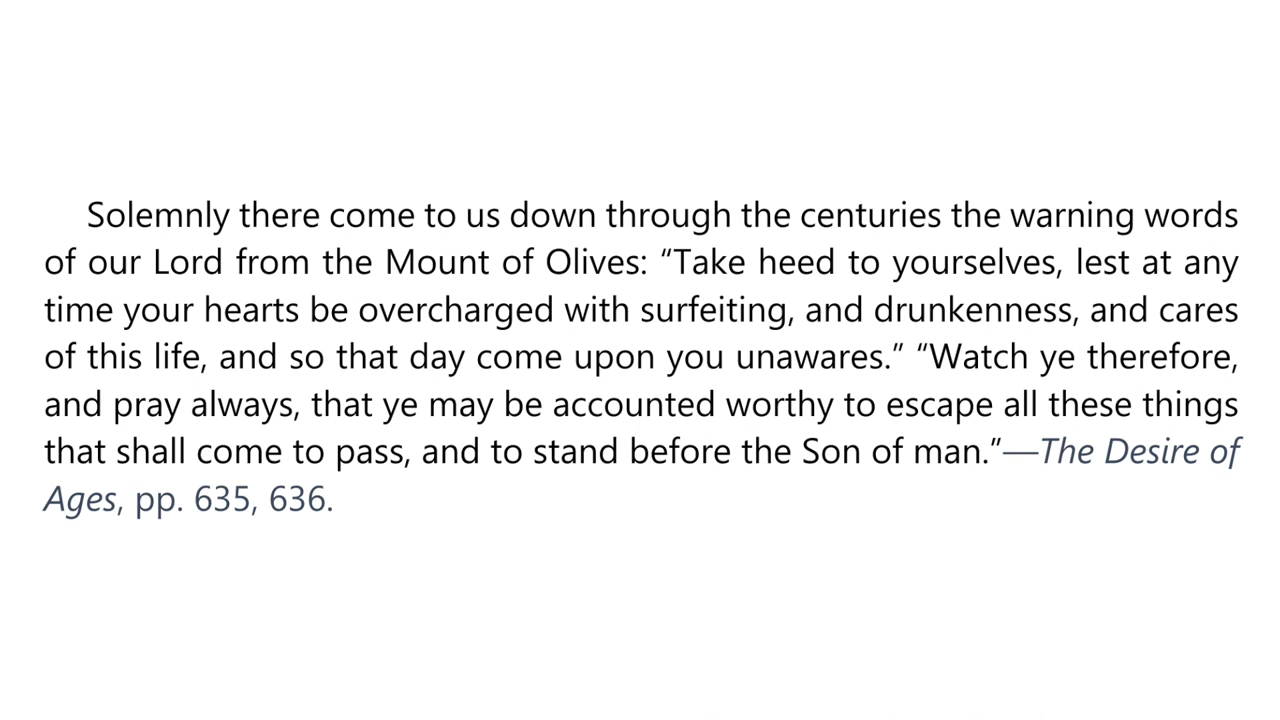 Solemnly there come to us down through the centuries the warning words
of our Lord from the Mount of Olives: “Take heed to yourselves, lest at any
time your hearts be overcharged with surfeiting, and drunkenness, and cares
of this life, and so that day come upon you unawares.” “Watch ye therefore,
and pray always, that ye may be accounted worthy to escape all these things
that shall come to pass, and to stand before the Son of man.”—The Desire of
Ages, pp. 635, 636.